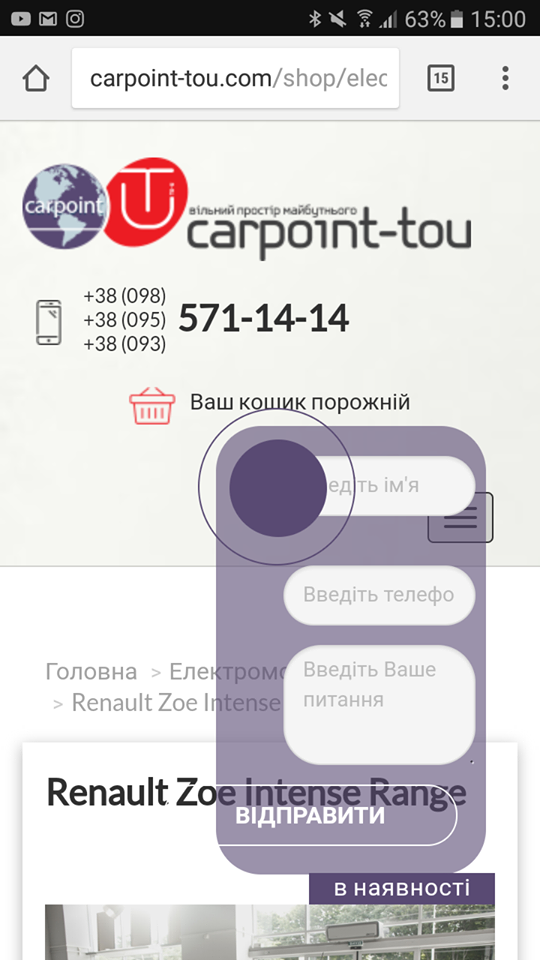 63% 15:00
carpoint-tou.com/shop/elec
15
carpoint
вільний простір майбутнього
carpoint-tou
+38 (098)
+38 (095) 571-14-14
+38 (093)
Ваш кошик порожній
едіть ім'я
Введіть телефо
Введіть Ваше
питання
Головна > Електромо
> Renault Zoe Intense
Renault Zoe Intense Range
ВІДПРАВИТИ
в наявності